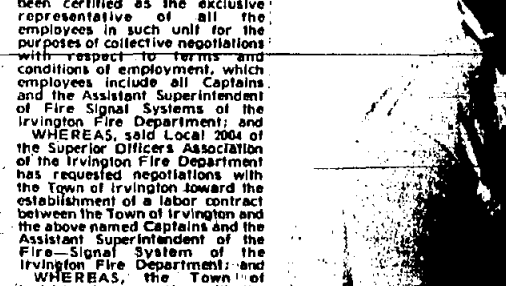 been certified as the exclusive
representative of all the
employees in such unit for the
purposes of collective negotiations
with respect to terms and
conditions of employment, which
employees include all Captains
and the Assistant Superintendent
of Fire Signal Systems of the
Irvington Fire Department; and
WHEREAS, said Local 2004 of
the Superior Officers Association
of the Irvington Fire Department
has requested negotiations with
the Town of Irvington toward the
establishment of a labor contract
between the Town of Irvington and
the above named Captains and the
Assistant Superintendent of the
Fire—Signal System of the
Irvington Fire Department; and
WHEREAS, the Town of